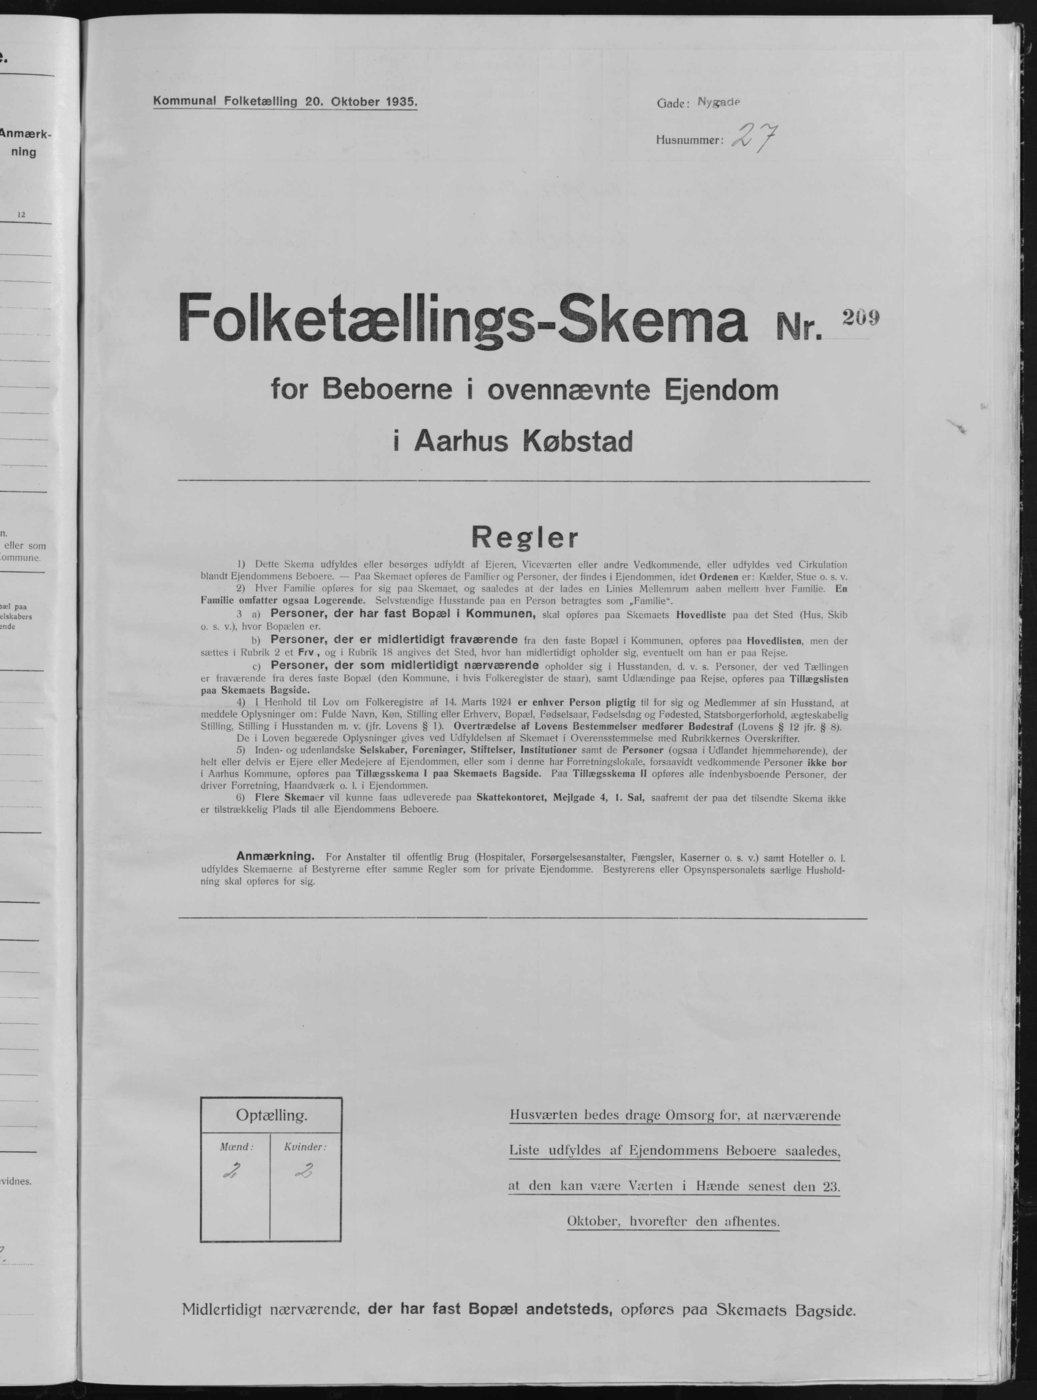 Kommunal Folketælling 20. Oktober 1935.
Gade: Nygade
Husnummer: 27
Anmærk-
ning
12
Folketællings-Skema Nr. 209
for Beboerne i ovennævnte Ejendom
i Aarhus Købstad
Regler
1) Dette Skema udfyldes eller besørges udfyldt af Ejeren, Viceværten eller andre Vedkommende, eller udfyldes ved Cirkulation
blandt Ejendommens Beboere. — Paa Skemaet opføres de Familier og Personer, der findes i Ejendommen, idet Ordenen er: Kælder, Stue o. s. v.
2) Hver Familie opføres for sig paa Skemaet, og saaledes at der lades en Linies Mellemrum aaben mellem hver Familie. En
Familie omfatter ogsaa Logerende. Selvstændige Husstande paa en Person betragtes som „Familie“.
3 a) Personer, der har fast Bopæl i Kommunen, skal opføres paa Skemaets Hovedliste paa det Sted (Hus, Skib
o. s. v.), hvor Bopælen er.
b) Personer, der er midlertidigt fraværende fra den faste Bopæl i Kommunen, opføres paa Hovedlisten, men der
sættes i Rubrik 2 et Frv., og i Rubrik 18 angives det Sted, hvor han midlertidigt opholder sig, eventuelt om han er paa Rejse.
c) Personer, der som midlertidigt nærværende opholder sig i Husstanden, d. v. s. Personer, der ved Tællingen
er fraværende fra deres faste Bopæl (den Kommune, i hvis Folkeregister de staar), samt Udlændinge paa Rejse, opføres paa Tillægslisten
paa Skemaets Bagside.
4) I Henhold til Lov om Folkeregistre af 14. Marts 1924 er enhver Person pligtig til for sig og Medlemmer af sin Husstand, at
meddele Oplysninger om: Fulde Navn, Køn, Stilling eller Erhverv, Bopæl, Fødselsaar, Fødselsdag og Fødested, Statsborgerforhold, ægteskabelig
Stilling, Stilling i Husstanden m. v. (jfr. Lovens § 1). Overtrædelse af Lovens Bestemmelser medfører Bødestraf (Lovens § 12 jfr. § 8).
De i Loven begærede Oplysninger gives ved Udfyldelsen af Skemaet i Overensstemmelse med Rubrikkernes Overskrifter.
5) Inden- og udenlandske Selskaber, Foreninger, Stiftelser, Institutioner samt de Personer (ogsaa i Udlandet hjemmehørende), der
helt eller delvis er Ejere eller Medejere af Ejendommen, eller som i denne har Forretningslokale, forsaavidt vedkommende Personer ikke bor
i Aarhus Kommune, opføres paa Tillægsskema I paa Skemaets Bagside. Paa Tillægsskema II opføres alle indenbysboende Personer, der
driver Forretning, Haandværk o. l. i Ejendommen.
6) Flere Skemaer vil kunne faas udleverede paa Skattekontoret, Mejlgade 4, 1. Sal, saafremt der paa det tilsendte Skema ikke
er tilstrækkelig Plads til alle Ejendommens Beboere.
Anmærkning. For Anstalter til offentlig Brug (Hospitaler, Forsørgelsesanstalter, Fængsler, Kaserner o. s. v.) samt Hoteller o. l.
udfyldes Skemaerne af Bestyrerne efter samme Regler som for private Ejendomme. Bestyrerens eller Opsynspersonalets særlige Hushold-
ning skal opføres for sig.
Optælling.
Mænd: Kvinder:
2 2
Husværten bedes drage Omsorg for, at nærværende
Liste udfyldes af Ejendommens Beboere saaledes,
at den kan være Værten i Hænde senest den 23.
Oktober, hvorefter den afhentes.
Midlertidigt nærværende, der har fast Bopæl andetsteds, opføres paa Skemaets Bagside.